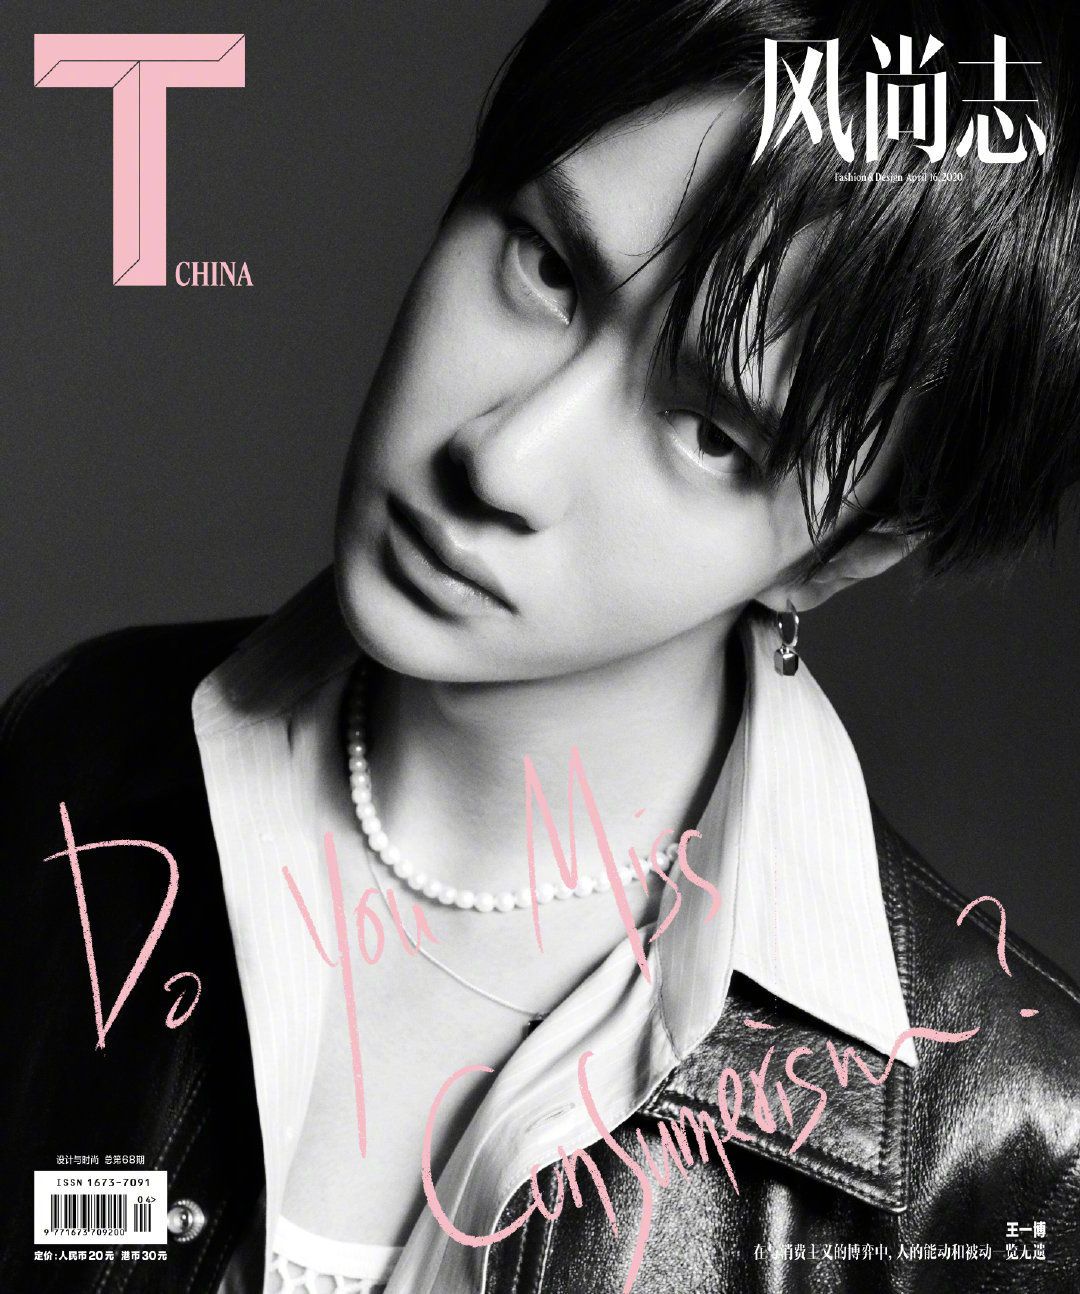 T
CHINA
风尚志
Fashion&Design April 16, 2020
Do You Miss
Consumerism?
设计与时尚 总第68期
ISSN 1673-7091
04>
9 771673 709200
定价:人民币20元 港币30元
王一博
在与消费主义的博弈中,人的能动和被动一览无遗